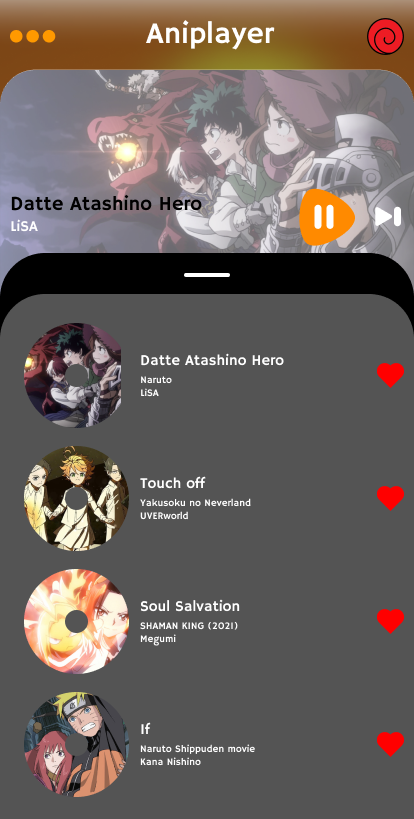 Aniplayer
Datte Atashino Hero
LiSA
Datte Atashino Hero
Naruto
LiSA
Touch off
Yakusoku no Neverland
UVERworld
Soul Salvation
SHAMAN KING (2021)
Megumi
If
Naruto Shippuden movie
Kana Nishino